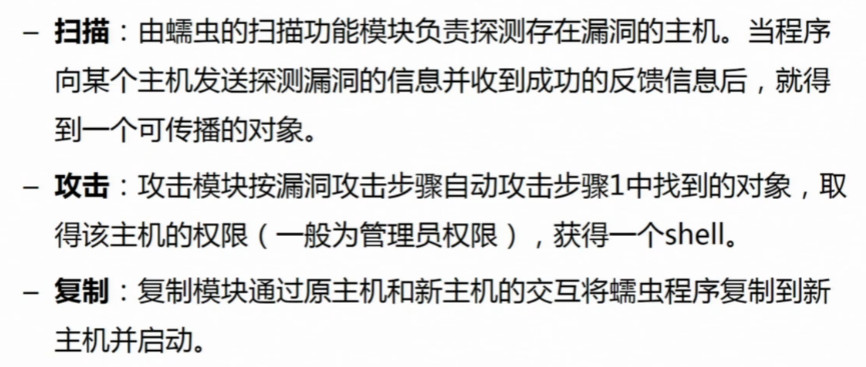 – 扫描：由蠕虫的扫描功能模块负责探测存在漏洞的主机。当程序
向某个主机发送探测漏洞的信息并收到成功的反馈信息后，就得
到一个可传播的对象。
– 攻击：攻击模块按漏洞攻击步骤自动攻击步骤1中找到的对象，取
得该主机的权限（一般为管理员权限），获得一个shell。
– 复制：复制模块通过原主机和新主机的交互将蠕虫程序复制到新
主机并启动。